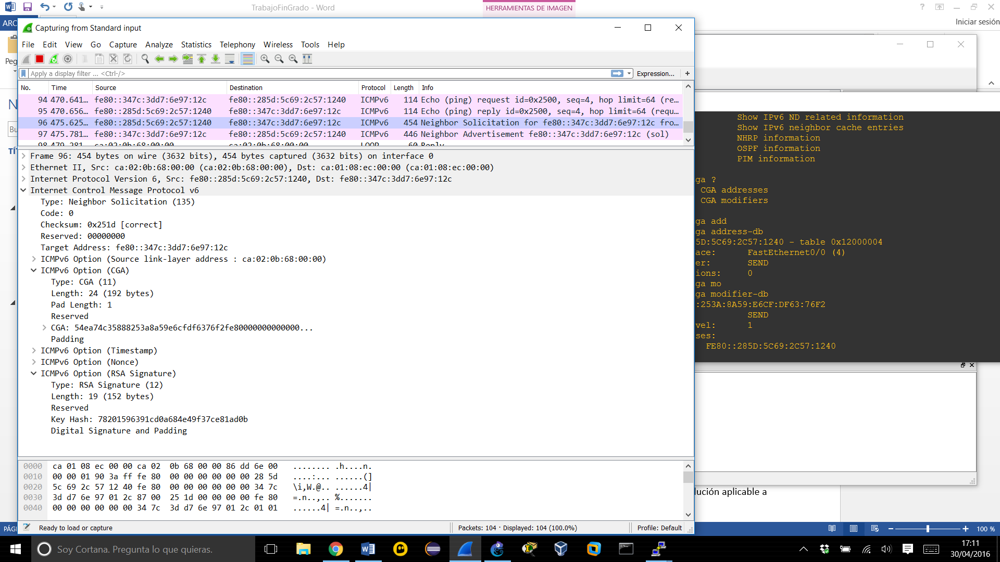 TrabajoFinGrado - Word
HERRAMIENTAS DE IMAGEN
ARC
Iniciar sesión
Peg
Capturing from Standard input
File Edit View Go Capture Analyze Statistics Telephony Wireless Tools Help
Apply a display filter ... <Ctrl-/>
Expression... +
No. Time Source Destination Protocol Length Info
94 470.641... fe80::347c:3dd7:6e97:12c fe80::285d:5c69:2c57:1240 ICMPv6 114 Echo (ping) request id=0x2500, seq=4, hop limit=64 (re...
95 470.656... fe80::285d:5c69:2c57:1240 fe80::347c:3dd7:6e97:12c ICMPv6 114 Echo (ping) reply id=0x2500, seq=4, hop limit=64 (requ...
96 475.625... fe80::285d:5c69:2c57:1240 fe80::347c:3dd7:6e97:12c ICMPv6 454 Neighbor Solicitation for fe80::347c:3dd7:6e97:12c fro...
97 475.781... fe80::347c:3dd7:6e97:12c fe80::285d:5c69:2c57:1240 ICMPv6 446 Neighbor Advertisement fe80::347c:3dd7:6e97:12c (sol)
98 479.281... ca:02:0b:68:00:00 ca:02:0b:68:00:00 LOOP 60 Reply
Frame 96: 454 bytes on wire (3632 bits), 454 bytes captured (3632 bits) on interface 0
Ethernet II, Src: ca:02:0b:68:00:00 (ca:02:0b:68:00:00), Dst: ca:01:08:ec:00:00 (ca:01:08:ec:00:00)
Internet Protocol Version 6, Src: fe80::285d:5c69:2c57:1240, Dst: fe80::347c:3dd7:6e97:12c
Internet Control Message Protocol v6
Type: Neighbor Solicitation (135)
Code: 0
Checksum: 0x251d [correct]
Reserved: 00000000
Target Address: fe80::347c:3dd7:6e97:12c
ICMPv6 Option (Source link-layer address : ca:02:0b:68:00:00)
ICMPv6 Option (CGA)
Type: CGA (11)
Length: 24 (192 bytes)
Pad Length: 1
Reserved
CGA: 54ea74c35888253a8a59e6cfdf6376f2fe80000000000000...
Padding
ICMPv6 Option (Timestamp)
ICMPv6 Option (Nonce)
ICMPv6 Option (RSA Signature)
Type: RSA Signature (12)
Length: 19 (152 bytes)
Reserved
Key Hash: 78201596391cd0a684e49f37ce81ad0b
Digital Signature and Padding
0000 ca 01 08 ec 00 00 ca 02 0b 68 00 00 86 dd 6e 00 ........ .h....n.
0010 00 00 01 90 3a ff fe 80 00 00 00 00 00 00 28 5d ....:... ......(]
0020 5c 69 2c 57 12 40 fe 80 00 00 00 00 00 00 34 7c \i,W.@.. ......4|
0030 3d d7 6e 97 01 2c 87 00 25 1d 00 00 00 00 fe 80 =.n..,.. %.......
0040 00 00 00 00 00 00 34 7c 3d d7 6e 97 01 2c 01 01 ......4| =.n..,..
Ready to load or capture
Packets: 104 · Displayed: 104 (100.0%)
Profile: Default
N
Bu
TÍT
Show IPv6 ND related information
Show IPv6 neighbor cache entries
NHRP information
OSPF information
PIM information
ga ?
CGA addresses
CGA modifiers
ga add
ga address-db
5D:5C69:2C57:1240 - table 0x12000004
ace: FastEthernet0/0 (4)
er: SEND
ions: 0
ga mo
ga modifier-db
:253A:8A59:E6CF:DF63:76F2
SEND
vel: 1
ses:
FE80::285D:5C69:2C57:1240
lución aplicable a
PÁGI
100 %
Soy Cortana. Pregunta lo que quieras.
17:11
30/04/2016